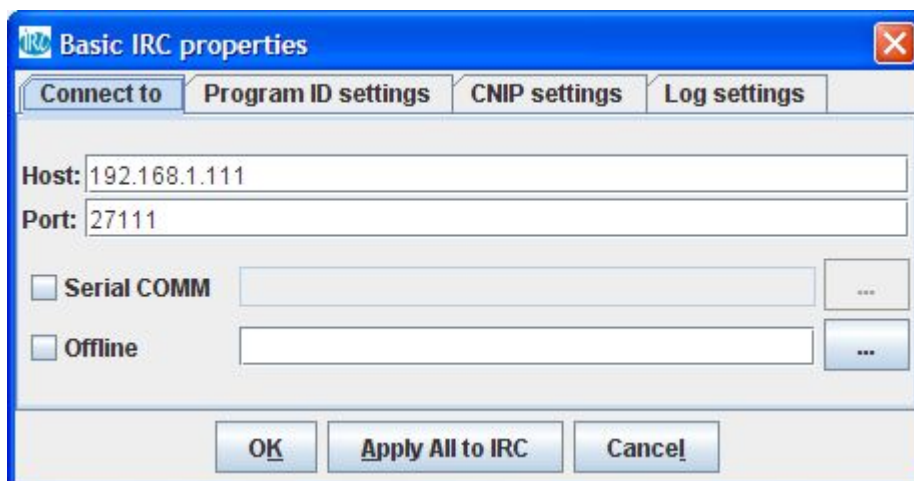 IRC Basic IRC properties
Connect to Program ID settings CNIP settings Log settings
Host: 192.168.1.111
Port: 27111
Serial COMM ...
Offline ...
OK Apply All to IRC Cancel